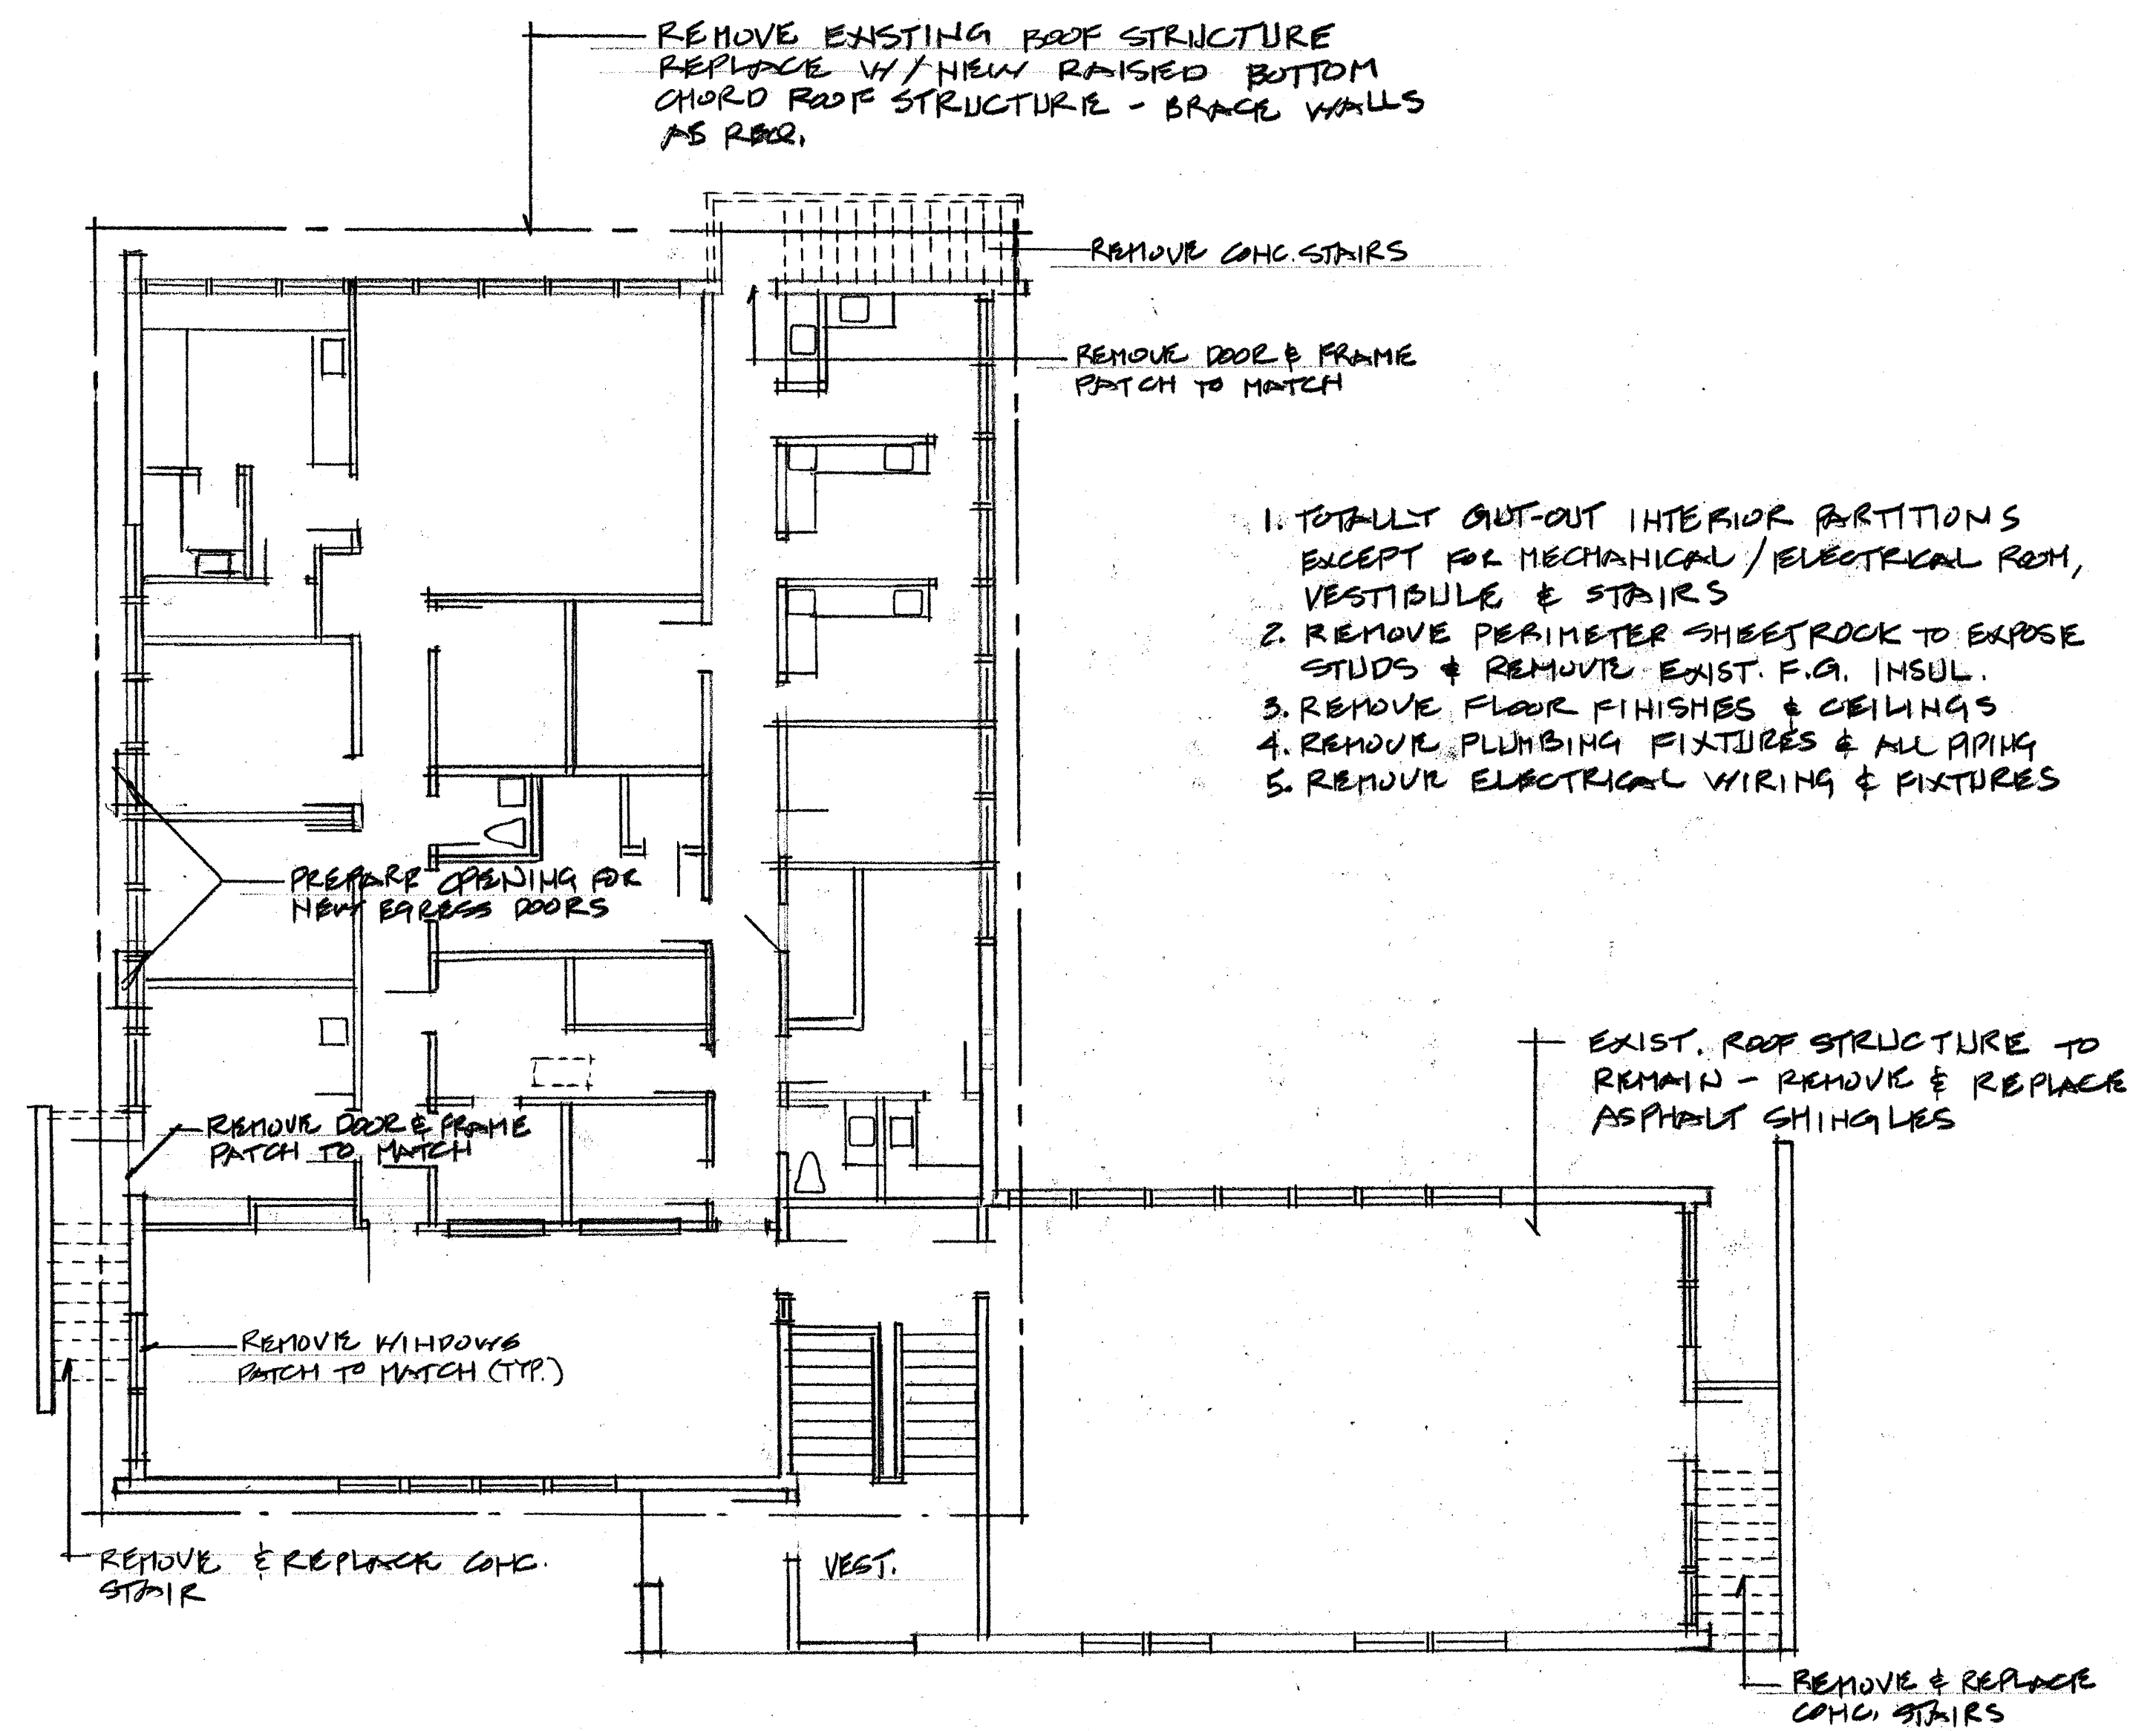 REMOVE EXISTING ROOF STRUCTURE
REPLACE W/NEW RAISED BOTTOM
CHORD ROOF STRUCTURE - BRACE WALLS
AS REQ.
REMOVE CONC. STAIRS
REMOVE DOOR & FRAME
PATCH TO MATCH
1. TOTALLY GUT-OUT INTERIOR PARTITIONS
EXCEPT FOR MECHANICAL/ELECTRICAL ROOM,
VESTIBULE & STAIRS
2. REMOVE PERIMETER SHEETROCK TO EXPOSE
STUDS & REMOVE EXIST. F.G. INSUL.
3. REMOVE FLOOR FINISHES & CEILINGS
4. REMOVE PLUMBING FIXTURES & ALL PIPING
5. REMOVE ELECTRICAL WIRING & FIXTURES
PREPARE OPENING FOR
NEW EGRESS DOORS
EXIST. ROOF STRUCTURE TO
REMAIN - REMOVE & REPLACE
ASPHALT SHINGLES
REMOVE DOOR & FRAME
PATCH TO MATCH
REMOVE WINDOWS
PATCH TO MATCH (TYP.)
REMOVE & REPLACE CONC.
STAIR
VEST.
REMOVE & REPLACE
CONC. STAIRS